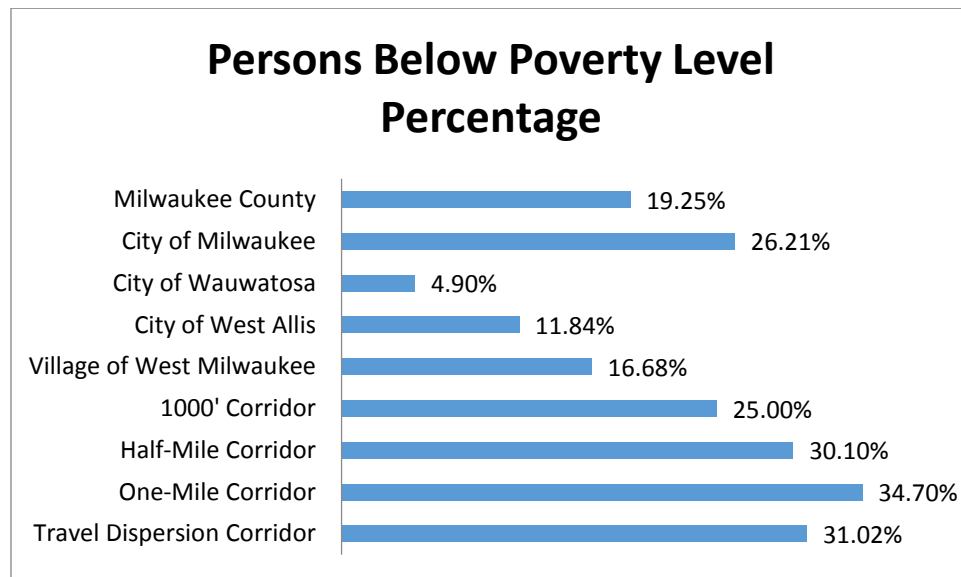 Persons Below Poverty Level
Percentage
Milwaukee County 19.25%
City of Milwaukee 26.21%
City of Wauwatosa 4.90%
City of West Allis 11.84%
Village of West Milwaukee 16.68%
1000' Corridor 25.00%
Half-Mile Corridor 30.10%
One-Mile Corridor 34.70%
Travel Dispersion Corridor 31.02%